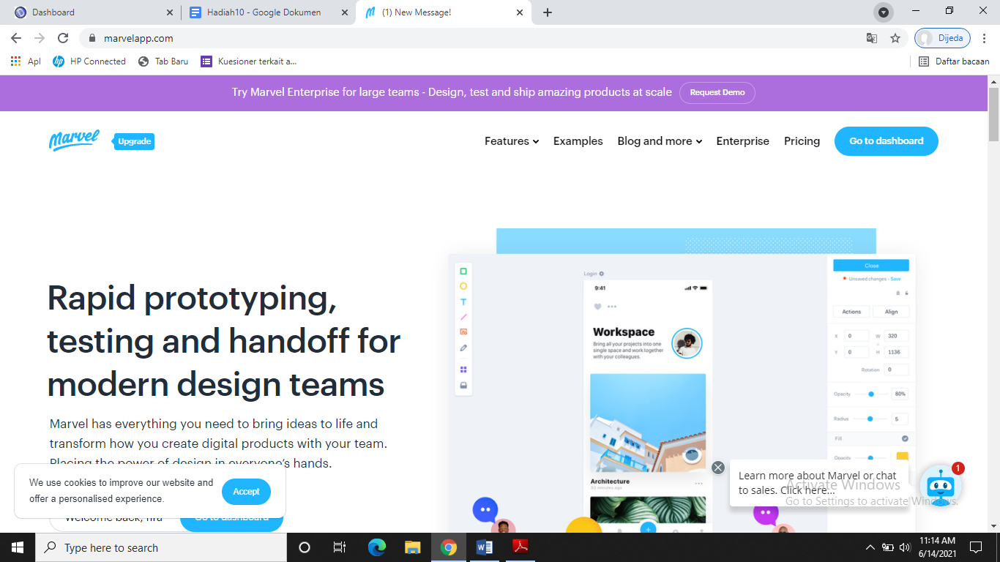 Dashboard
Hadiah10 - Google Dokumen
(1) New Message!
marvelapp.com
Dijeda
Apl
HP Connected
Tab Baru
Kuesioner terkait a...
Daftar bacaan
Try Marvel Enterprise for large teams - Design, test and ship amazing products at scale
Request Demo
Marvel
Upgrade
Features
Examples
Blog and more
Enterprise
Pricing
Go to dashboard
Rapid prototyping,
testing and handoff for
modern design teams
Marvel has everything you need to bring ideas to life and
transform how you create digital products with your team.
Placing the power of design in everyone's hands.
We use cookies to improve our website and
offer a personalised experience.
Accept
Welcome back,
Go to dashboard
Login
9:41
Workspace
Bring all your projects into one
single space and work together
with your colleagues.
Architecture
53 minutes ago
Close
Unsaved changes - Save
Actions
Align
X 0 W 320
Y 0 H 1136
Rotation 0
Opacity 80%
Radius 5
Fill
Opacity
Learn more about Marvel or chat
to sales. Click here...
1
Activate Windows
Go to Settings to activate Windows.
Type here to search
11:14 AM
6/14/2021